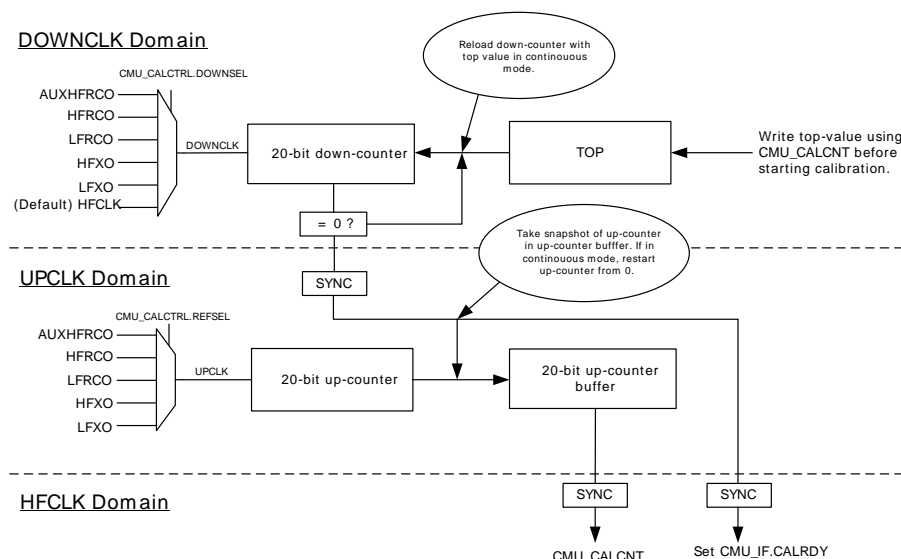 DOWNCLK Domain
CMU_CALCTRL.DOWNSEL
AUXHFRCO
HFRCO
LFRCO
HFXO
LFXO
(Default) HFCLK
DOWNCLK
20-bit down-counter
Reload down-counter with
top value in continouous
mode.
TOP
Write top-value using
CMU_CALCNT before
starting calibration.
= 0 ?
SYNC
Take snapshot of up-counter
in up-counter bufffer. If in
continouous mode, restart
up-counter from 0.
UPCLK Domain
CMU_CALCTRL.REFSEL
AUXHFRCO
HFRCO
LFRCO
HFXO
LFXO
UPCLK
20-bit up-counter
20-bit up-counter
buffer
HFCLK Domain
SYNC
SYNC
CMU_CALCNT
Set CMU_IF.CALRDY